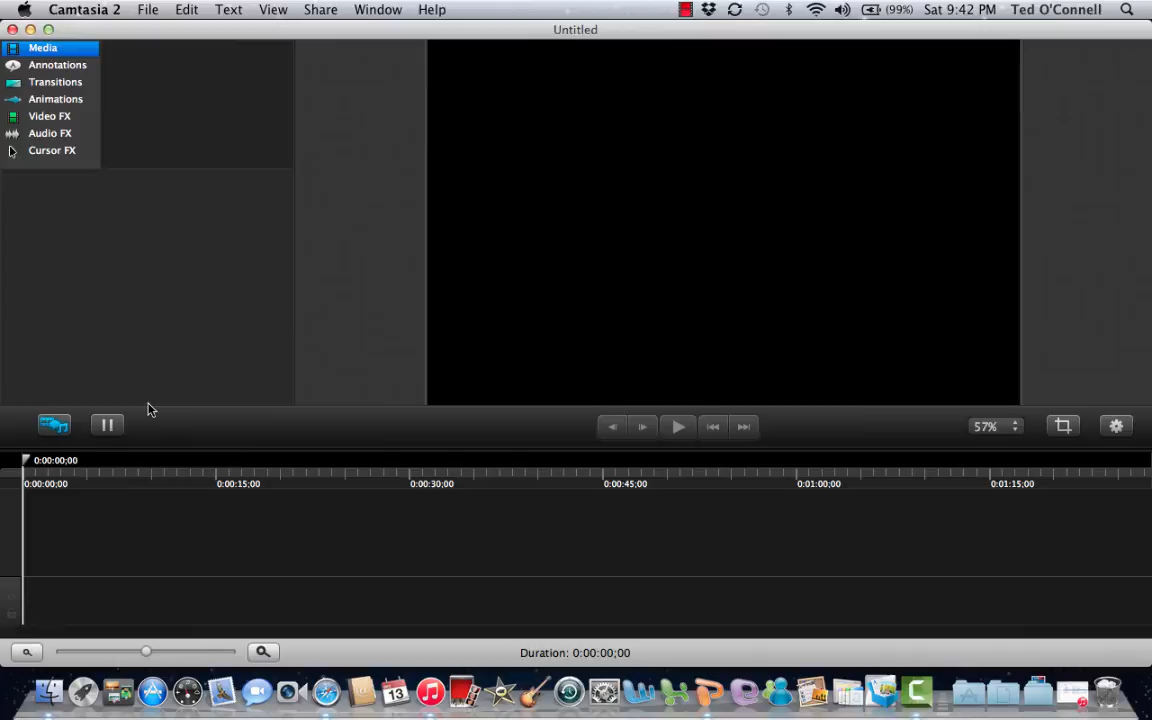 Camtasia 2 File Edit Text View Share Window Help (99%) Sat 9:42 PM Ted O'Connell
Untitled
Media
Annotations
Transitions
Animations
Video FX
Audio FX
Cursor FX
57%
0:00:00;00
0:00:00;00 0:00:15;00 0:00:30;00 0:00:45;00 0:01:00;00 0:01:15;00
Duration: 0:00:00;00
13